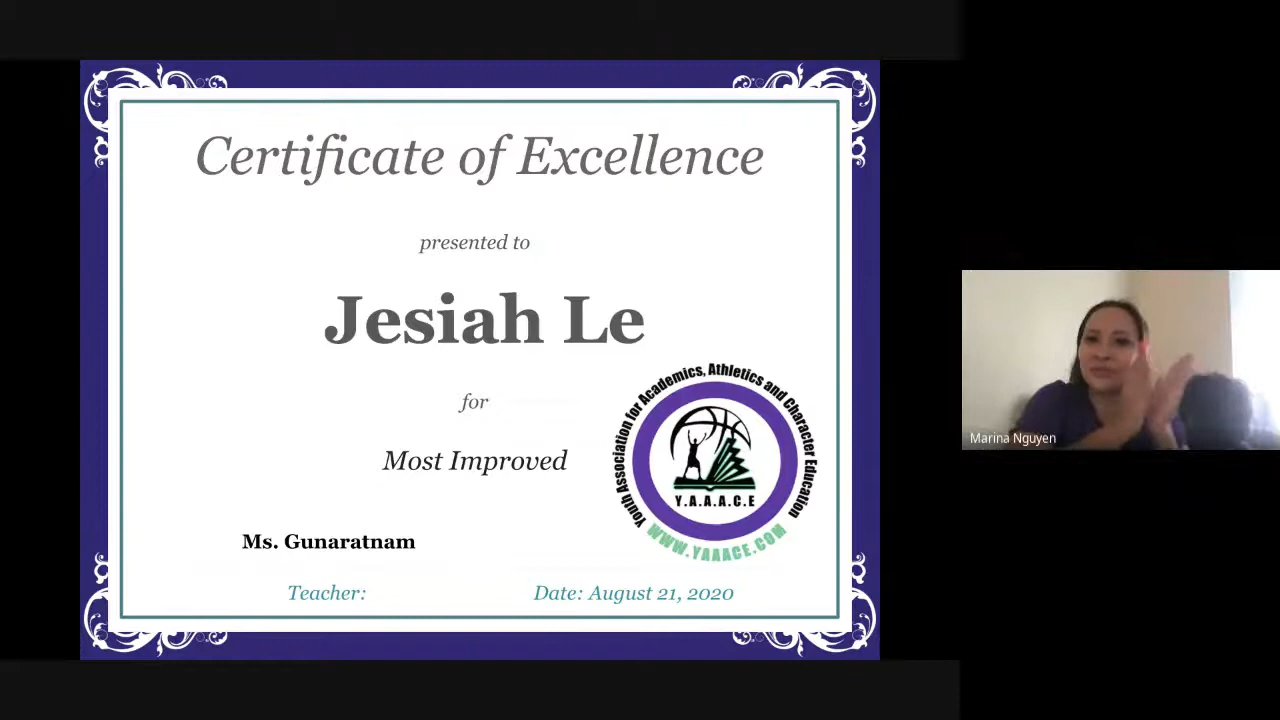 Certificate of Excellence
presented to
Jesiah Le
for
Most Improved
Youth Association for Academics, Athletics and Character Education
Y.A.A.A.C.E
WWW.YAAACE.COM
Ms. Gunaratnam
Teacher:
Date: August 21, 2020
Marina Nguyen